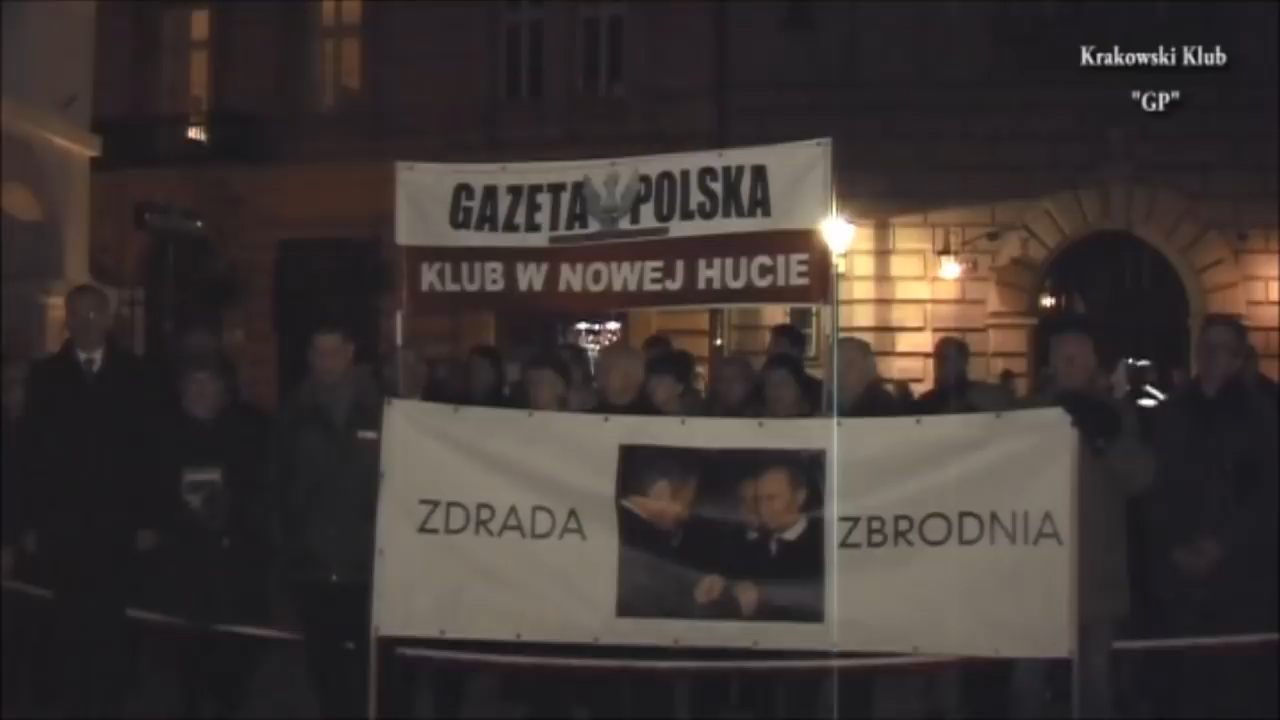 Krakowski Klub
"GP"
GAZETA POLSKA
KLUB W NOWEJ HUCIE
ZDRADA ZBRODNIA